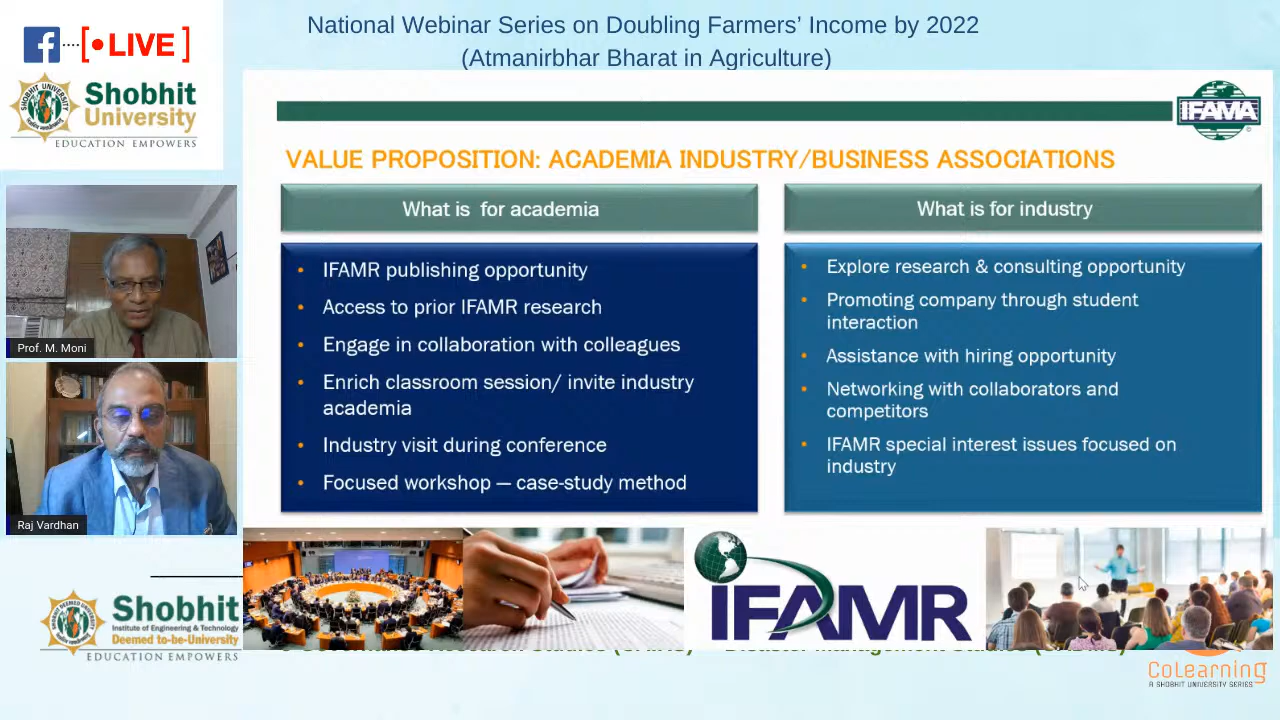 National Webinar Series on Doubling Farmers’ Income by 2022
(Atmanirbhar Bharat in Agriculture)
LIVE
Shobhit
University
EDUCATION EMPOWERS
IFAMA
VALUE PROPOSITION: ACADEMIA INDUSTRY/BUSINESS ASSOCIATIONS
What is for academia
• IFAMR publishing opportunity
• Access to prior IFAMR research
• Engage in collaboration with colleagues
• Enrich classroom session/ invite industry
academia
• Industry visit during conference
• Focused workshop — case-study method
What is for industry
• Explore research & consulting opportunity
• Promoting company through student
interaction
• Assistance with hiring opportunity
• Networking with collaborators and
competitors
• IFAMR special interest issues focused on
industry
Prof. M. Moni
Raj Vardhan
IFAMR
Shobhit
Institute of Engineering & Technology
Deemed to-be-University
EDUCATION EMPOWERS
CoLearning
A SHOBHIT UNIVERSITY SERIES